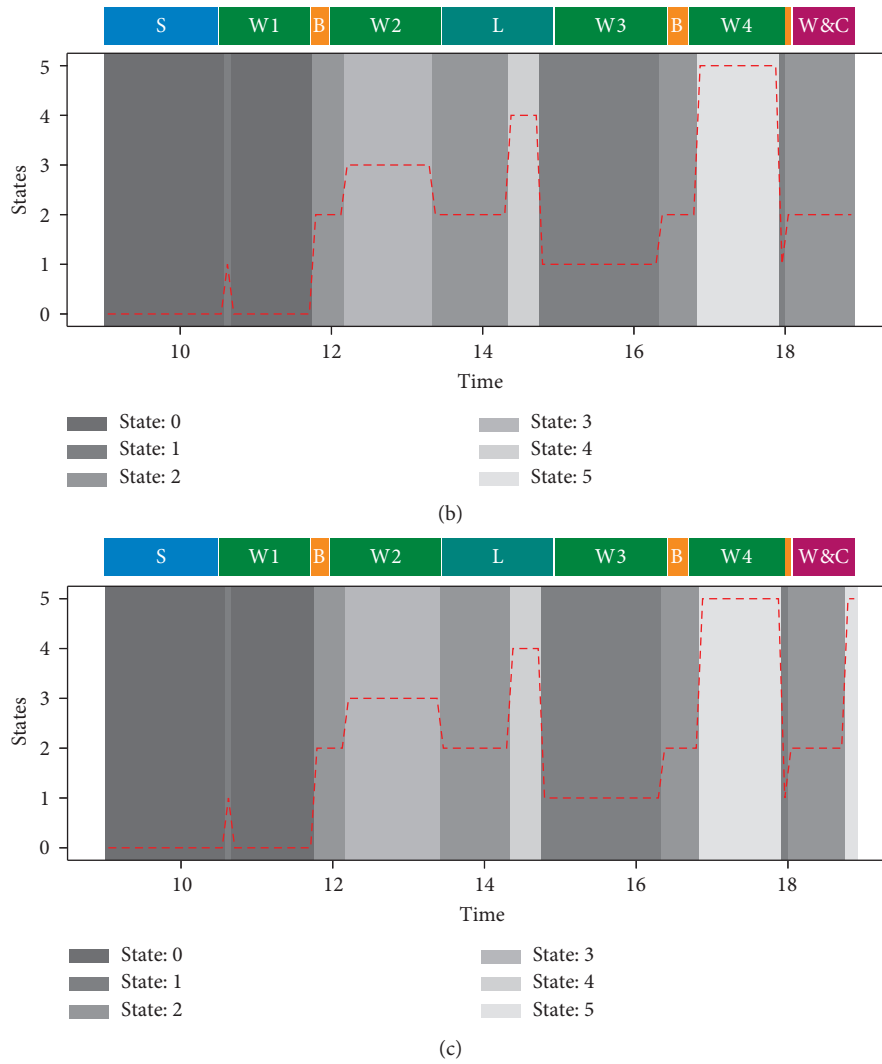 S W1 B W2 L W3 B W4 W&C
5
4
3
2
1
0
States
10 12 14 16 18
Time
State: 0 State: 3
State: 1 State: 4
State: 2 State: 5
(b)
S W1 B W2 L W3 B W4 W&C
5
4
3
2
1
0
States
10 12 14 16 18
Time
State: 0 State: 3
State: 1 State: 4
State: 2 State: 5
(c)